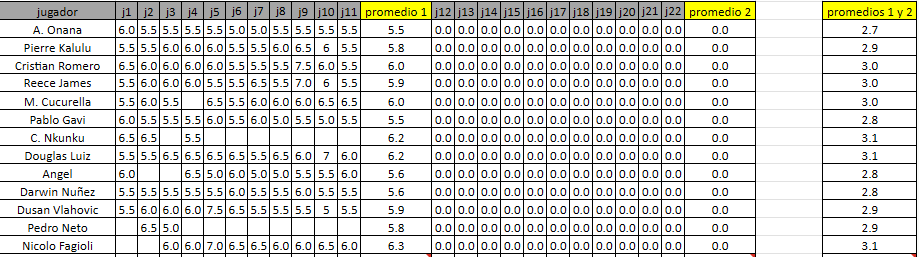 jugador j1 j2 j3 j4 j5 j6 j7 j8 j9 j10 j11 promedio 1 j12 j13 j14 j15 j16 j17 j18 j19 j20 j21 j22 promedio 2 promedios 1 y 2
A. Onana 6.0 5.5 5.5 5.5 5.5 5.0 5.0 5.5 5.5 5.5 5.5 5.5 0.0 0.0 0.0 0.0 0.0 0.0 0.0 0.0 0.0 0.0 0.0 0.0 2.7
Pierre Kalulu 5.5 5.5 6.0 6.0 6.0 5.5 5.5 6.0 6.5 6 5.5 5.8 0.0 0.0 0.0 0.0 0.0 0.0 0.0 0.0 0.0 0.0 0.0 0.0 2.9
Cristian Romero 6.5 6.0 6.0 6.0 6.0 5.5 5.5 5.5 7.5 6.0 5.5 6.0 0.0 0.0 0.0 0.0 0.0 0.0 0.0 0.0 0.0 0.0 0.0 0.0 3.0
Reece James 5.5 6.0 6.0 6.0 5.5 5.5 6.5 5.5 7.0 6 5.5 5.9 0.0 0.0 0.0 0.0 0.0 0.0 0.0 0.0 0.0 0.0 0.0 0.0 3.0
M. Cucurella 5.5 6.0 5.5 6.5 5.5 6.0 6.0 6.0 6.5 6.5 6.0 0.0 0.0 0.0 0.0 0.0 0.0 0.0 0.0 0.0 0.0 0.0 0.0 3.0
Pablo Gavi 6.0 5.5 5.5 5.5 6.0 5.5 6.0 5.0 5.5 5.0 5.5 5.5 0.0 0.0 0.0 0.0 0.0 0.0 0.0 0.0 0.0 0.0 0.0 0.0 2.8
C. Nkunku 6.5 6.5 5.5 6.2 0.0 0.0 0.0 0.0 0.0 0.0 0.0 0.0 0.0 0.0 0.0 0.0 3.1
Douglas Luiz 5.5 5.5 6.5 6.5 6.5 6.5 6.5 5.5 6.0 7 6.0 6.2 0.0 0.0 0.0 0.0 0.0 0.0 0.0 0.0 0.0 0.0 0.0 0.0 3.1
Angel 6.0 6.5 5.0 6.0 5.0 5.0 5.5 5.5 6.0 5.6 0.0 0.0 0.0 0.0 0.0 0.0 0.0 0.0 0.0 0.0 0.0 0.0 2.8
Darwin Nuñez 5.5 5.5 5.5 5.5 5.5 6.0 5.5 5.5 6.0 5.5 5.5 5.6 0.0 0.0 0.0 0.0 0.0 0.0 0.0 0.0 0.0 0.0 0.0 0.0 2.8
Dusan Vlahovic 5.5 6.0 6.0 6.0 7.5 6.5 5.5 5.5 5.5 5 5.5 5.9 0.0 0.0 0.0 0.0 0.0 0.0 0.0 0.0 0.0 0.0 0.0 0.0 2.9
Pedro Neto 6.5 5.0 5.8 0.0 0.0 0.0 0.0 0.0 0.0 0.0 0.0 0.0 0.0 0.0 0.0 2.9
Nicolo Fagioli 6.0 6.0 7.0 6.5 6.5 6.0 6.0 6.5 6.0 6.3 0.0 0.0 0.0 0.0 0.0 0.0 0.0 0.0 0.0 0.0 0.0 0.0 3.1